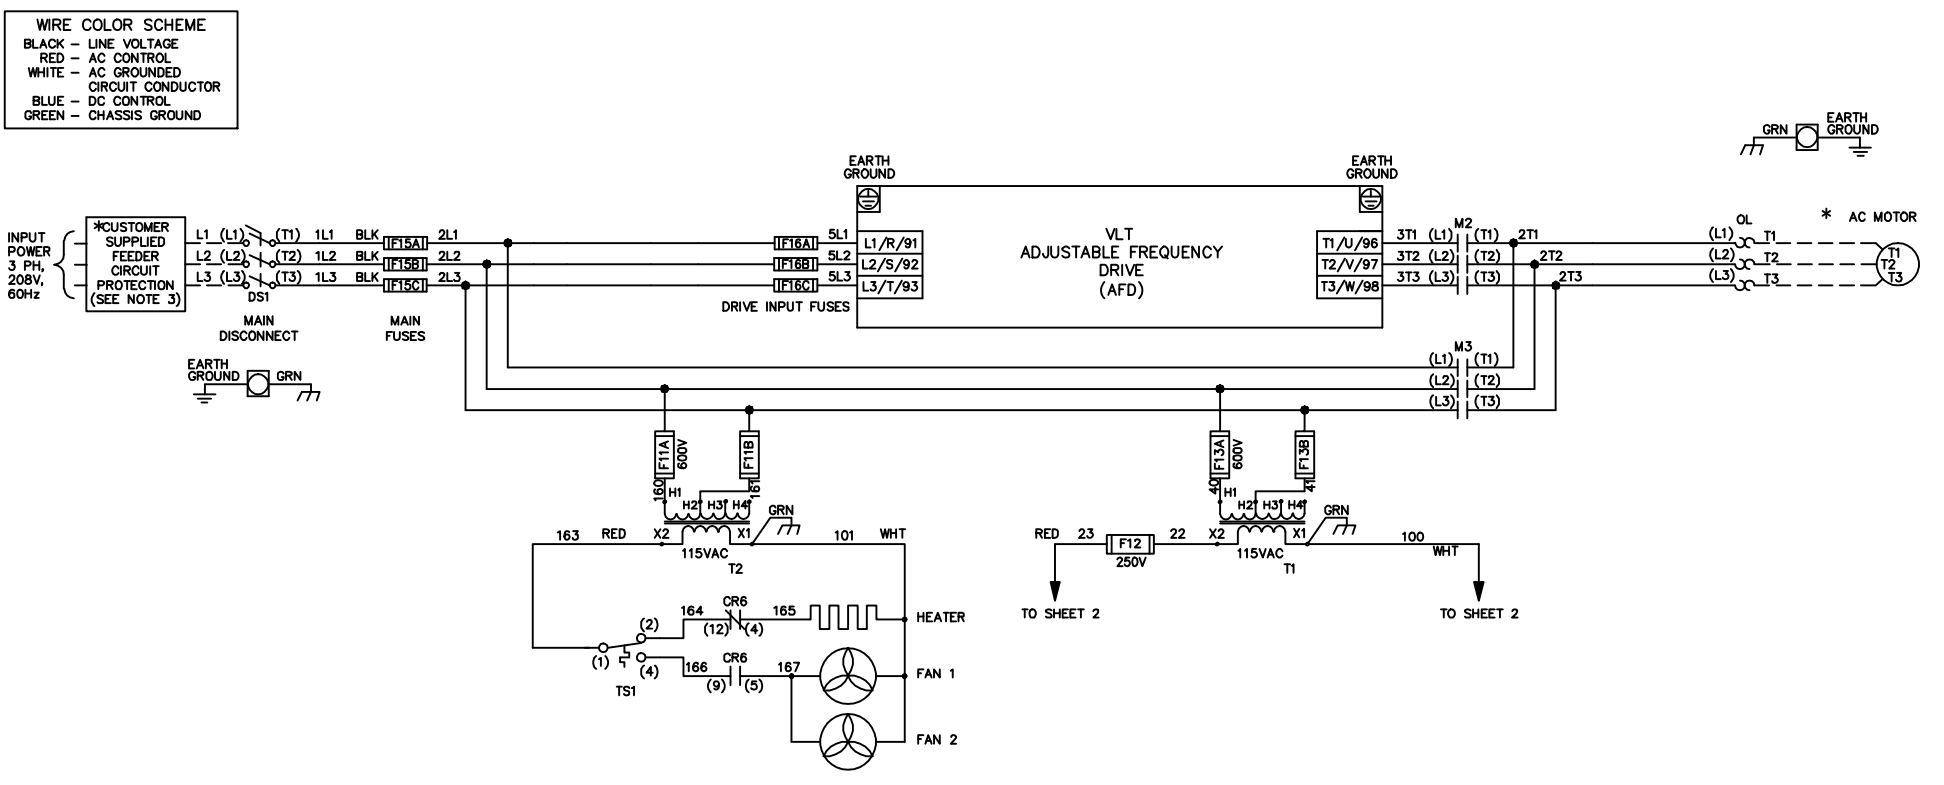 WIRE COLOR SCHEME
BLACK – LINE VOLTAGE
RED – AC CONTROL
WHITE – AC GROUNDED
CIRCUIT CONDUCTOR
BLUE – DC CONTROL
GREEN – CHASSIS GROUND
GRN
EARTH
GROUND
EARTH
GROUND
EARTH
GROUND
INPUT
POWER
3 PH,
208V,
60Hz
*CUSTOMER
SUPPLIED
FEEDER
CIRCUIT
PROTECTION
(SEE NOTE 3)
L1 (L1) (T1) 1L1 BLK F15A 2L1
L2 (L2) (T2) 1L2 BLK F15B 2L2
L3 (L3) (T3) 1L3 BLK F15C 2L3
DS1
MAIN
DISCONNECT
MAIN
FUSES
EARTH
GROUND
GRN
F16A 5L1 L1/R/91
F16B 5L2 L2/S/92
F16C 5L3 L3/T/93
DRIVE INPUT FUSES
VLT
ADJUSTABLE FREQUENCY
DRIVE
(AFD)
M2
T1/U/96 3T1 (L1) (T1) 2T1
T2/V/97 3T2 (L2) (T2) 2T2
T3/W/98 3T3 (L3) (T3) 2T3
OL
(L1) T1
(L2) T2
(L3) T3
* AC MOTOR
T1
T2
T3
M3
(L1) (T1)
(L2) (T2)
(L3) (T3)
F11A
600V
F11B
160
161
H1
H2 H3 H4
GRN
163 RED X2 X1 101 WHT
115VAC
T2
F13A
600V
F13B
40
41
H1
H2 H3 H4
GRN
RED 23 F12 22 X2 X1 100
WHT
250V
115VAC
T1
TO SHEET 2
TO SHEET 2
164 CR6 165
(12) (4)
HEATER
(2)
(1)
(4)
TS1
166 CR6 167
(9) (5)
FAN 1
FAN 2